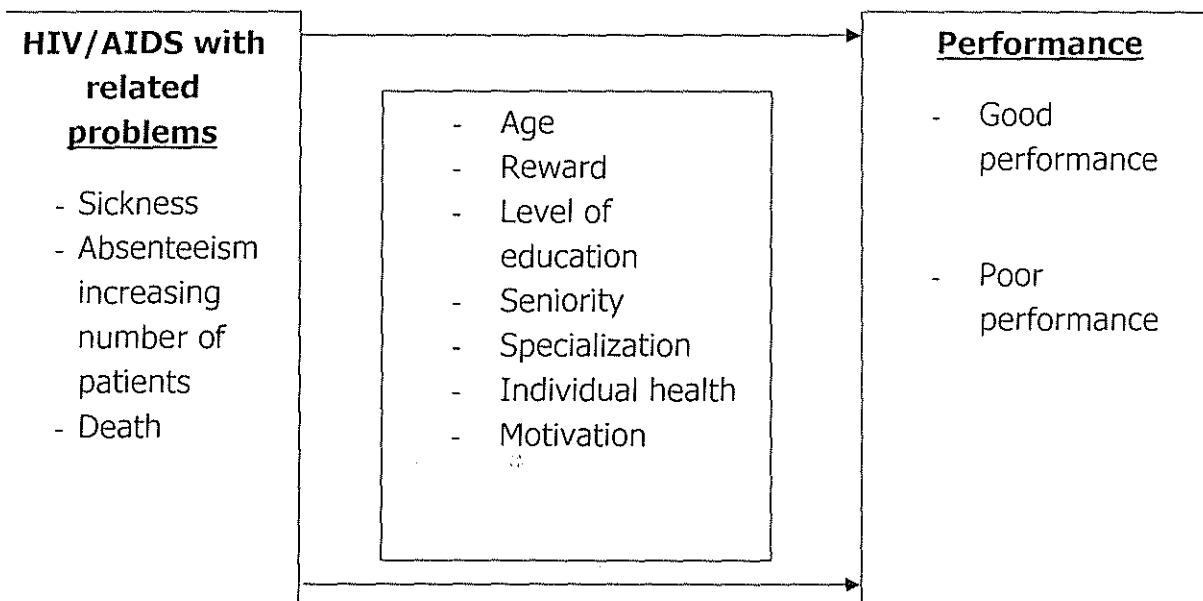 HIV/AIDS with
related
problems
- Sickness
- Absenteeism
increasing
number of
patients
- Death
- Age
- Reward
- Level of
education
- Seniority
- Specialization
- Individual health
- Motivation
Performance
- Good
performance
- Poor
performance